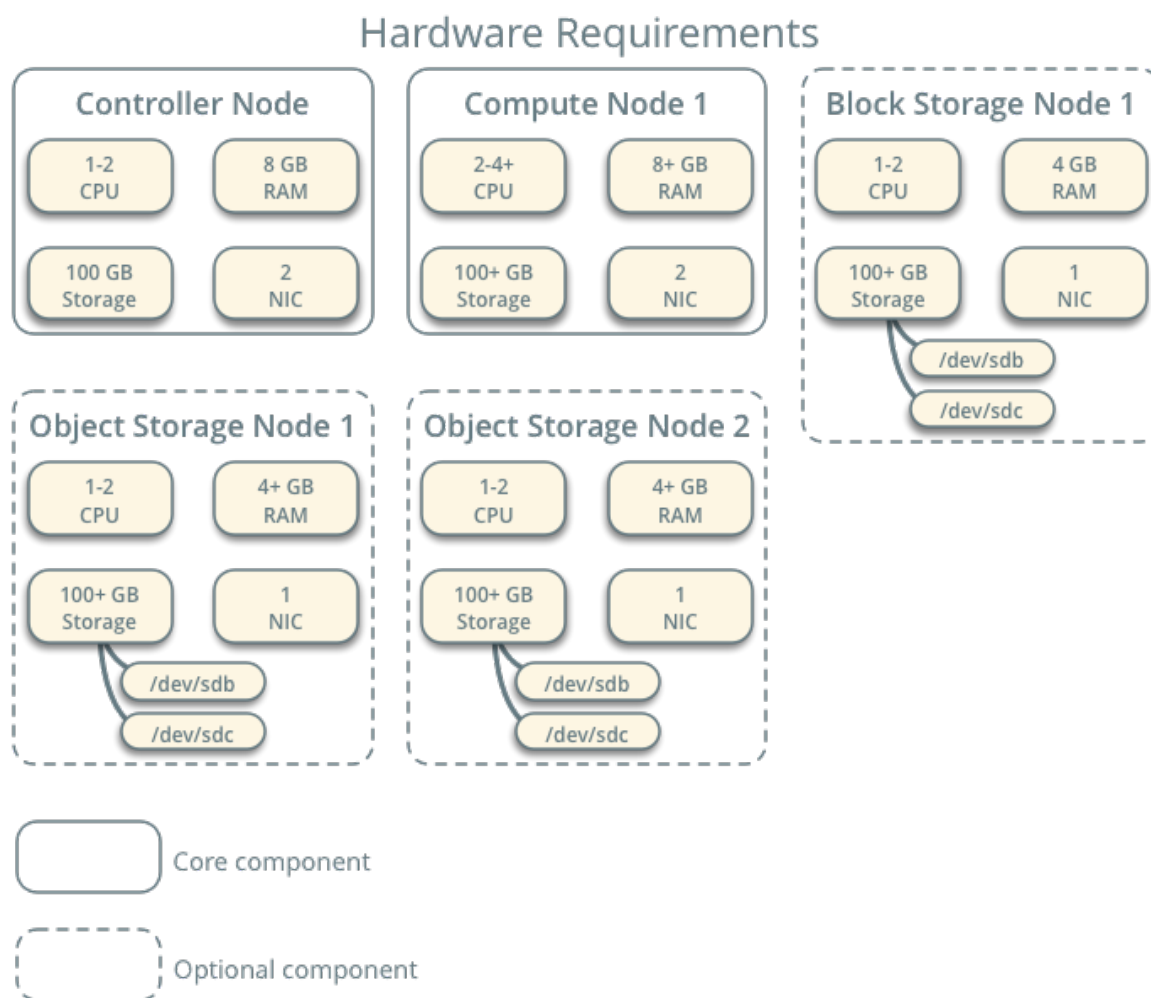 Hardware Requirements
Controller Node
1-2
CPU
8 GB
RAM
100 GB
Storage
2
NIC
Compute Node 1
2-4+
CPU
8+ GB
RAM
100+ GB
Storage
2
NIC
Block Storage Node 1
1-2
CPU
4 GB
RAM
100+ GB
Storage
1
NIC
/dev/sdb
/dev/sdc
Object Storage Node 1
1-2
CPU
4+ GB
RAM
100+ GB
Storage
1
NIC
/dev/sdb
/dev/sdc
Object Storage Node 2
1-2
CPU
4+ GB
RAM
100+ GB
Storage
1
NIC
/dev/sdb
/dev/sdc
Core component
Optional component